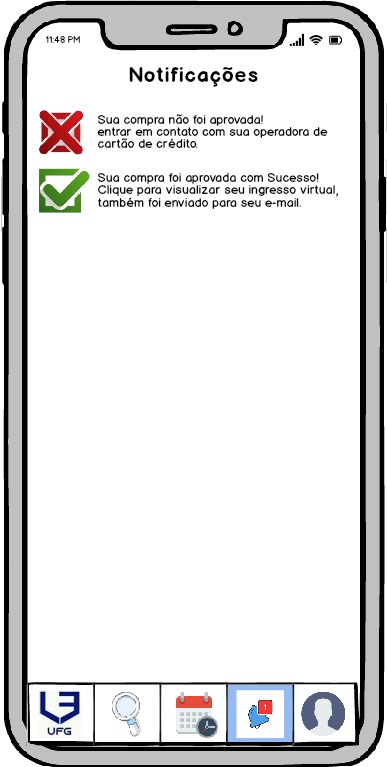 11:48 PM
Notificações
Sua compra não foi aprovada!
entrar em contato com sua operadora de
cartão de crédito.
Sua compra foi aprovada com Sucesso!
Clique para visualizar seu ingresso virtual,
também foi enviado para seu e-mail.
1
UFG